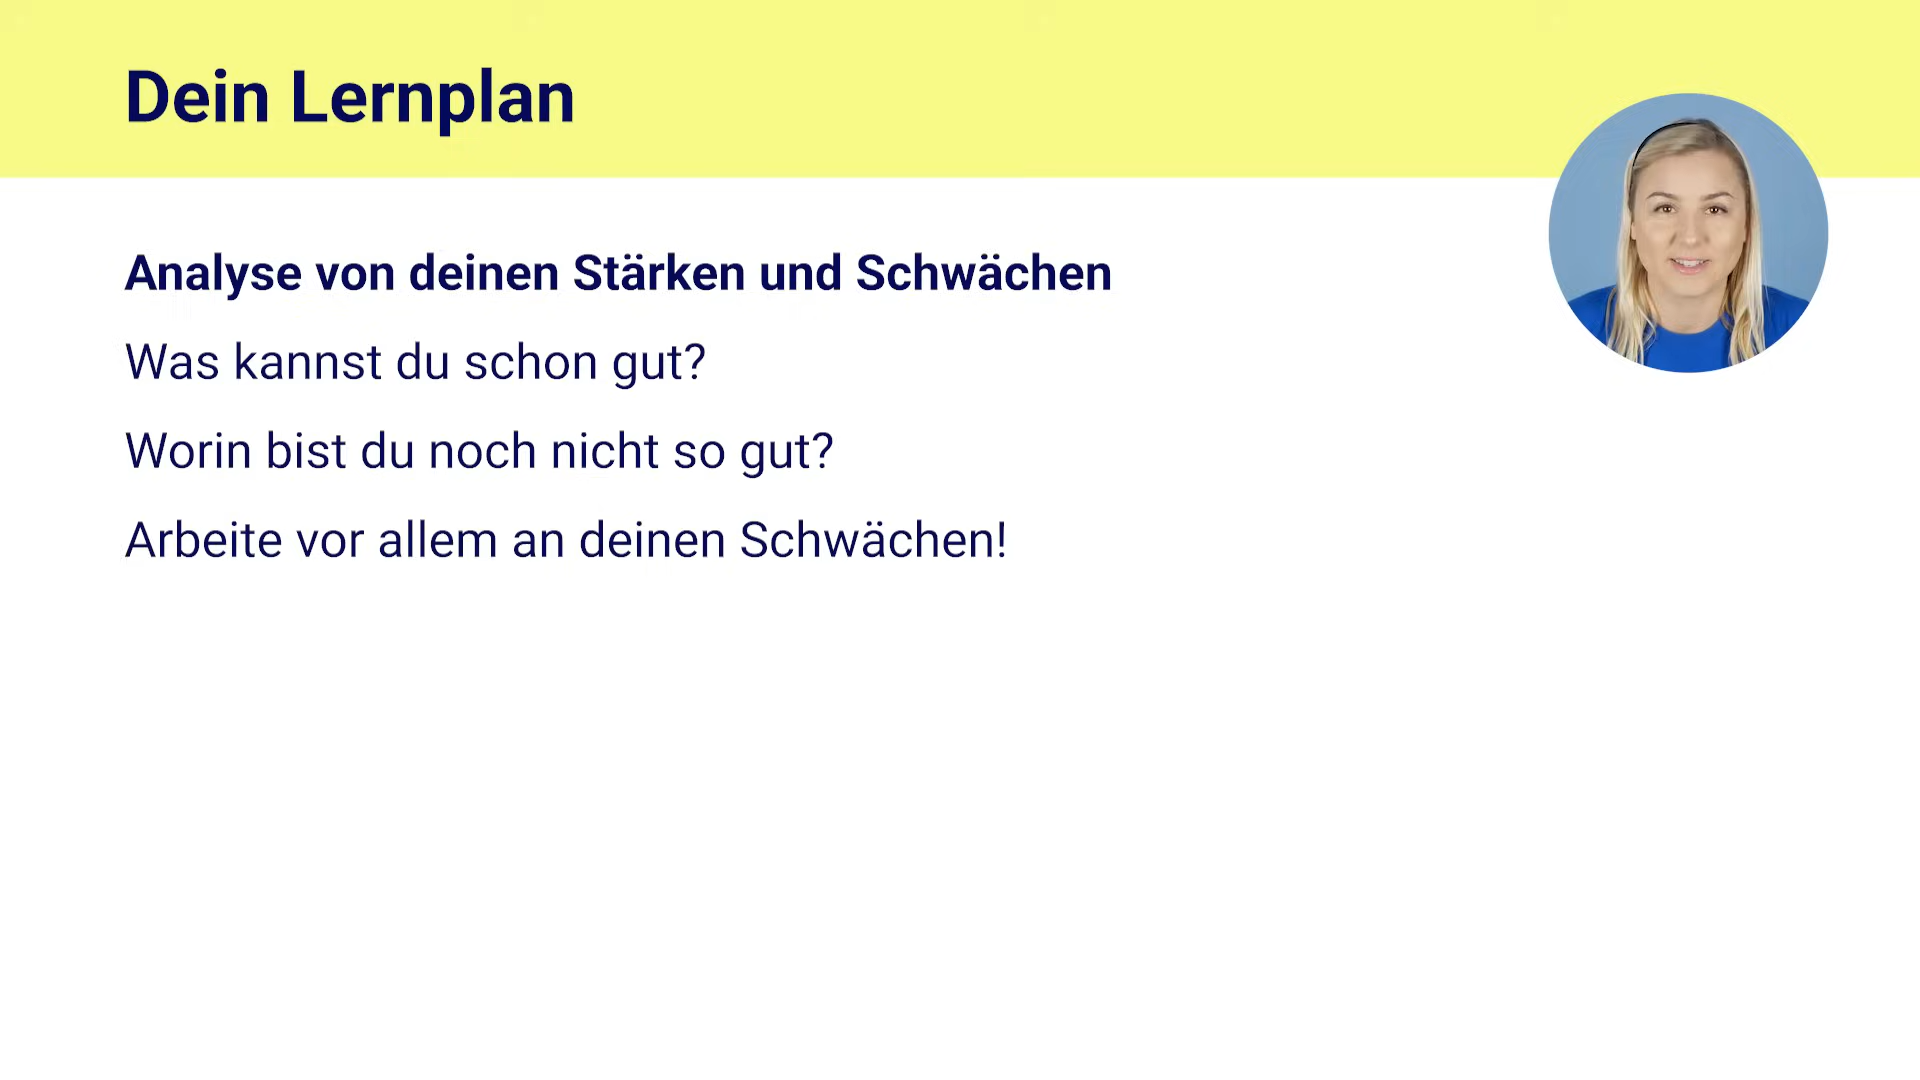 Dein Lernplan
Analyse von deinen Stärken und Schwächen
Was kannst du schon gut?
Worin bist du noch nicht so gut?
Arbeite vor allem an deinen Schwächen!